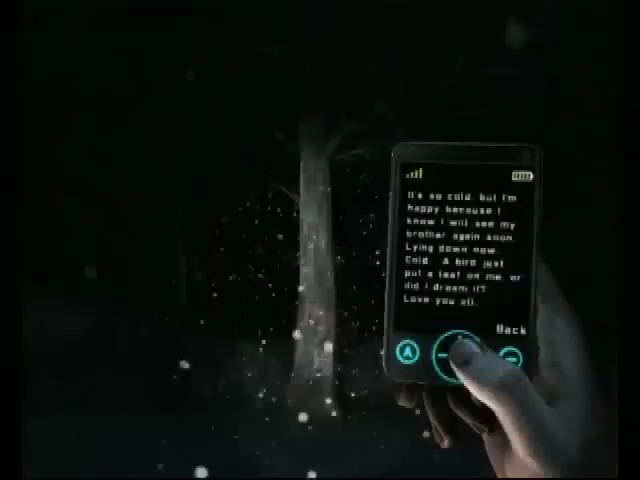 It's so cold, but I'm
happy because I
know I will see my
brother again soon.
Lying down now.
Cold. A bird just
put a leaf on me, or
did I dream it?
Love you all.
Back
A